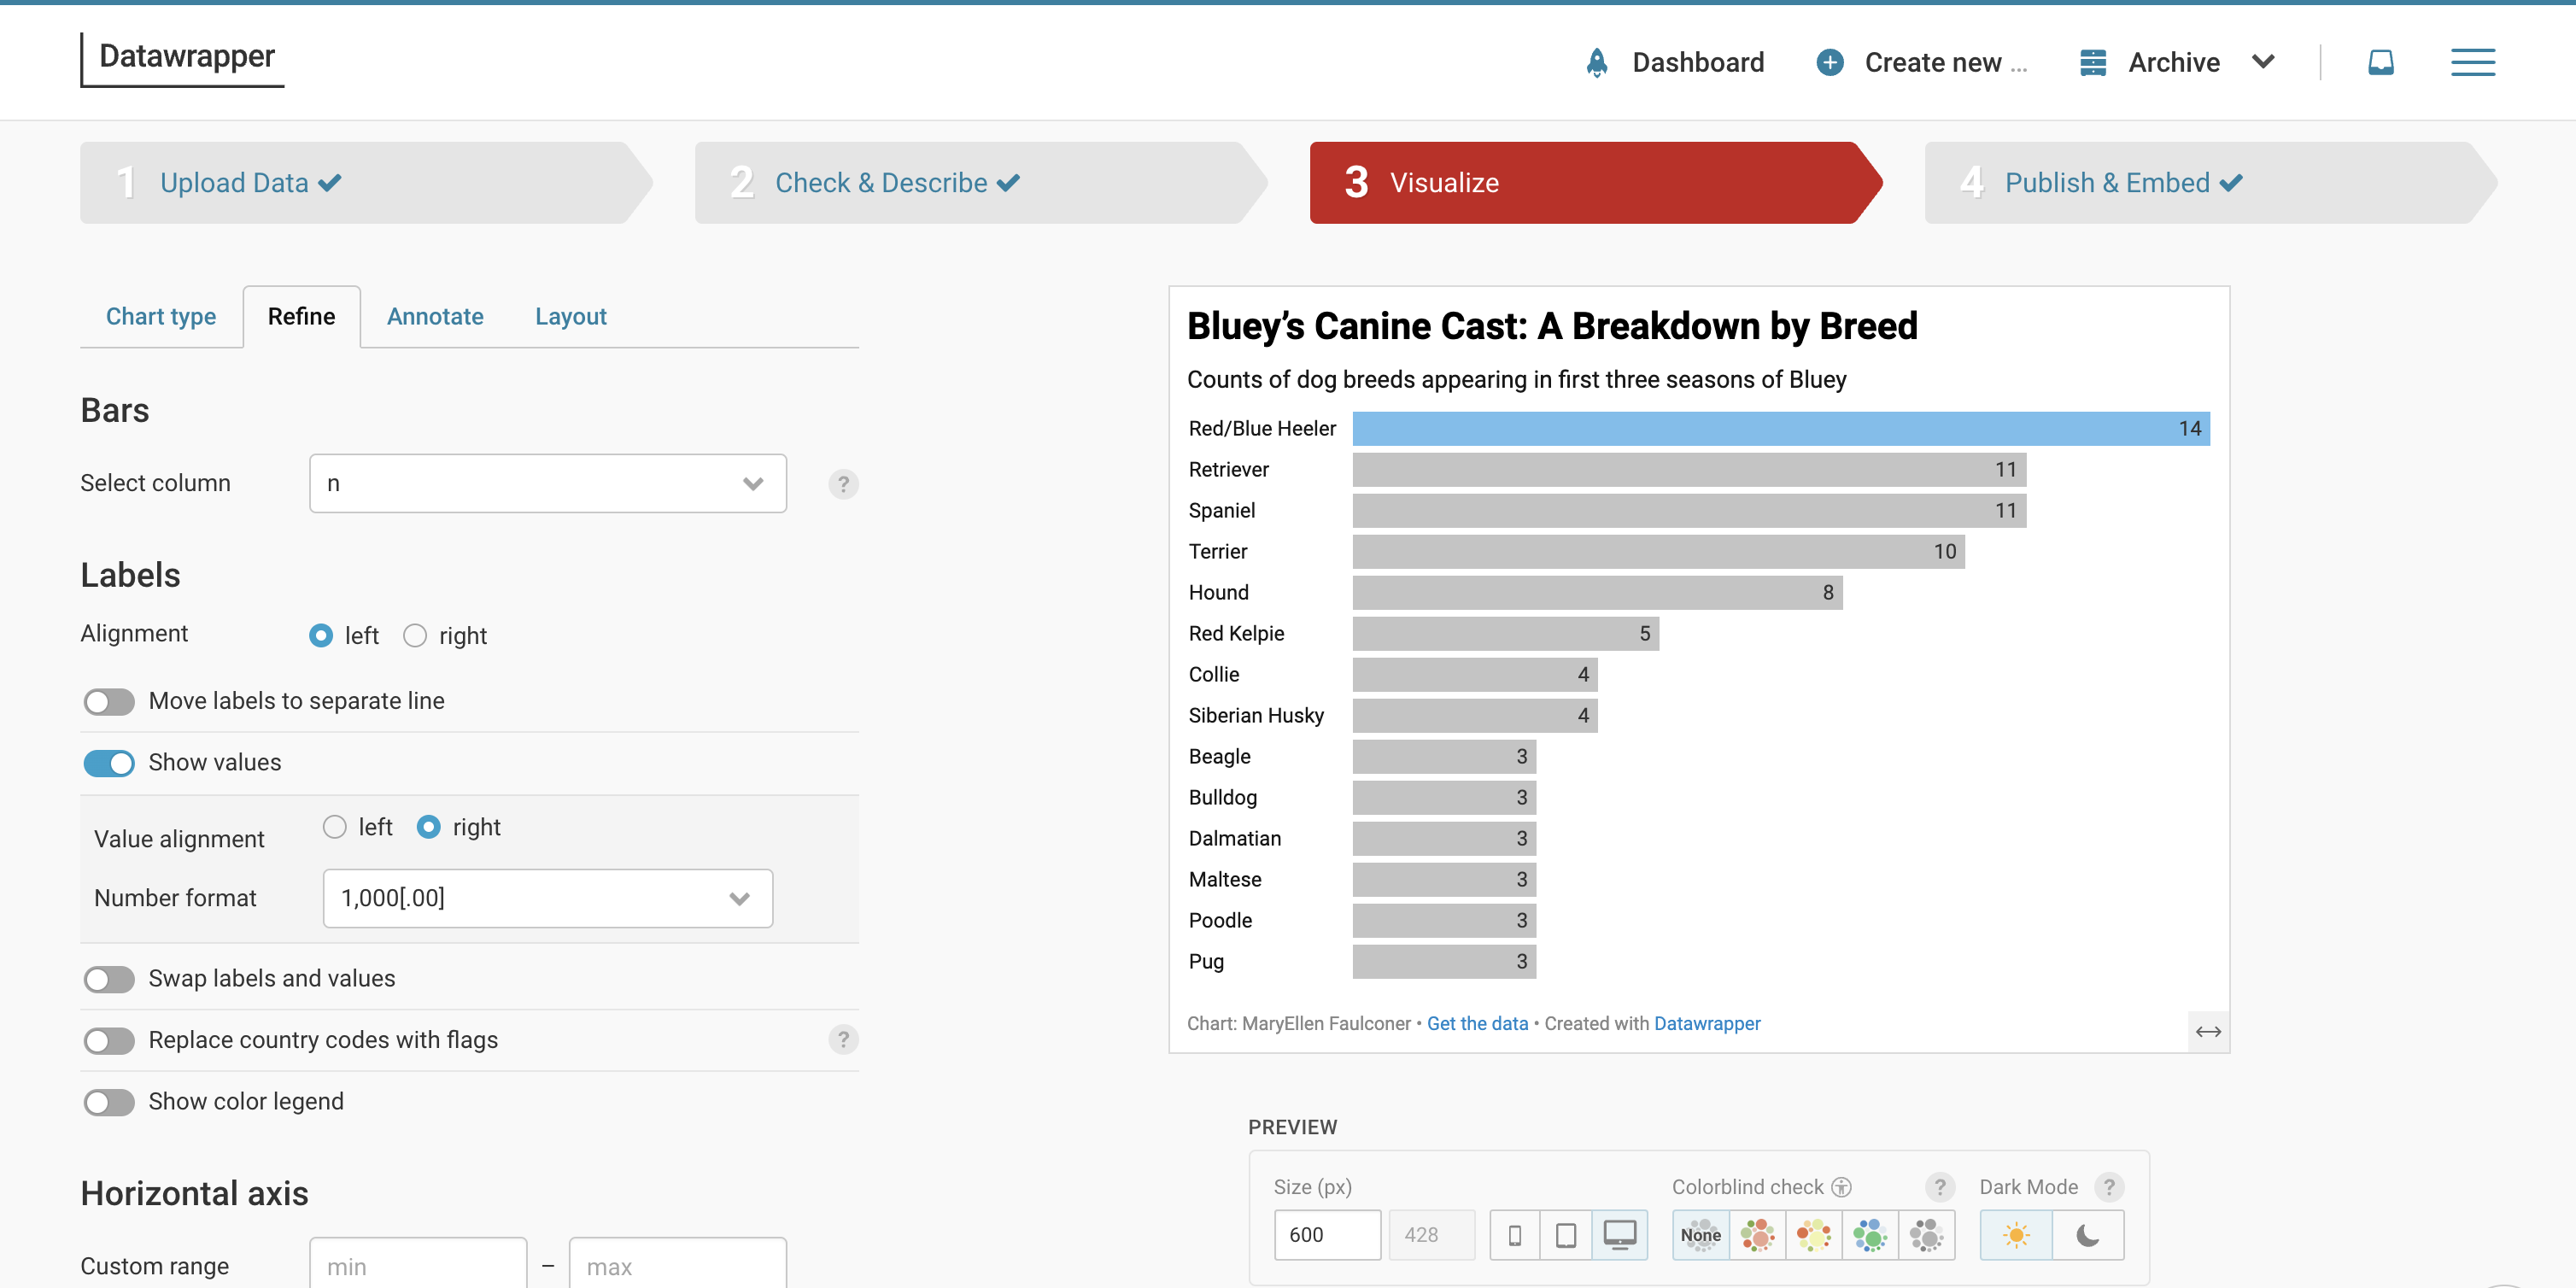 Datawrapper
Dashboard
Create new ...
Archive
1 Upload Data
2 Check & Describe
3 Visualize
4 Publish & Embed
Chart type
Refine
Annotate
Layout
Bars
Select column
n
?
Labels
Alignment
left
right
Move labels to separate line
Show values
Value alignment
left
right
Number format
1,000[.00]
Swap labels and values
Replace country codes with flags
?
Show color legend
Horizontal axis
Custom range
min
–
max
Bluey’s Canine Cast: A Breakdown by Breed
Counts of dog breeds appearing in first three seasons of Bluey
Red/Blue Heeler 14
Retriever 11
Spaniel 11
Terrier 10
Hound 8
Red Kelpie 5
Collie 4
Siberian Husky 4
Beagle 3
Bulldog 3
Dalmatian 3
Maltese 3
Poodle 3
Pug 3
Chart: MaryEllen Faulconer • Get the data • Created with Datawrapper
PREVIEW
Size (px)
Colorblind check
?
Dark Mode
?
600
428
None